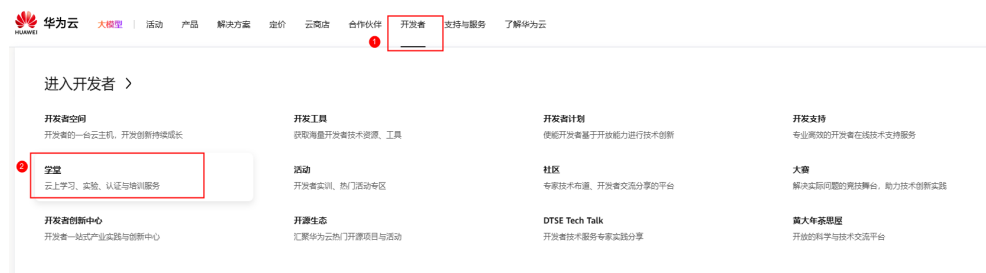 HUAWEI 华为云 大模型 活动 产品 解决方案 定价 云商店 合作伙伴 开发者 支持与服务 了解华为云
1
进入开发者 >
开发者空间 开发工具 开发者计划 开发支持
开发者的一台云主机，开发创新持续成长 获取海量开发者技术资源、工具 使能开发者基于开放能力进行技术创新 专业高效的开发者在线技术支持服务
2 学堂 活动 社区 大赛
云上学习、实验、认证与培训服务 开发者实训、热门活动专区 专家技术布道、开发者交流分享的平台 解决实际问题的竞技舞台，助力技术创新实践
开发者创新中心 开源生态 DTSE Tech Talk 黄大年茶思屋
开发者一站式产业实践与创新中心 汇聚华为云热门开源项目与活动 开发者技术服务专家实践分享 开放的科学与技术交流平台